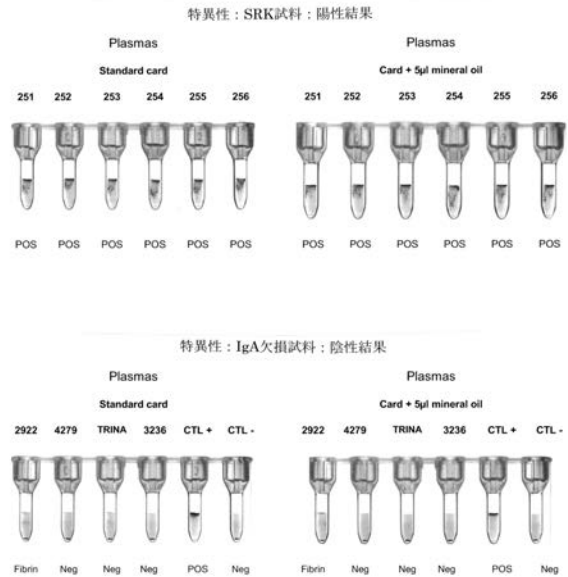 特異性：SRK試料：陽性結果
Plasmas
Standard card
251 252 253 254 255 256
POS POS POS POS POS POS
Plasmas
Card + 5µl mineral oil
251 252 253 254 255 256
POS POS POS POS POS POS
特異性：IgA欠損試料：陰性結果
Plasmas
Standard card
2922 4279 TRINA 3236 CTL + CTL -
Fibrin Neg Neg Neg POS Neg
Plasmas
Card + 5µl mineral oil
2922 4279 TRINA 3236 CTL + CTL -
Fibrin Neg Neg Neg POS Neg